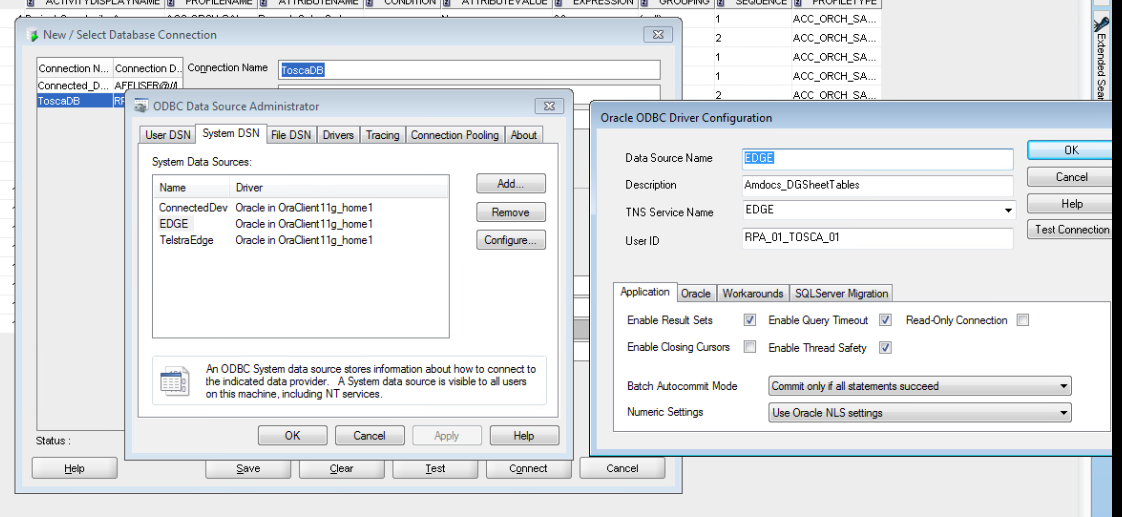 ACTIVITYDISPLAYNAME PROFILENAME ATTRIBUTENAME CONDITION ATTRIBUTEVALUE EXPRESSION GROUPING SEQUENCE PROFILETYPE
1 ACC_ORCH_SA...
2 ACC_ORCH_SA...
1 ACC_ORCH_SA...
1 ACC_ORCH_SA...
2 ACC_ORCH_SA...
Extended Sear
New / Select Database Connection
Connection N... Connection D...
Connected_D... AFFUSER@//l
ToscaDB RP
Connection Name ToscaDB
Status :
Help Save Clear Test Connect Cancel
ODBC Data Source Administrator
User DSN System DSN File DSN Drivers Tracing Connection Pooling About
System Data Sources:
Name Driver
ConnectedDev Oracle in OraClient11g_home1
EDGE Oracle in OraClient11g_home1
TelstraEdge Oracle in OraClient11g_home1
Add...
Remove
Configure...
An ODBC System data source stores information about how to connect to
the indicated data provider. A System data source is visible to all users
on this machine, including NT services.
OK Cancel Apply Help
Oracle ODBC Driver Configuration
Data Source Name EDGE
Description Amdocs_DGSheetTables
TNS Service Name EDGE
User ID RPA_01_TOSCA_01
OK
Cancel
Help
Test Connection
Application Oracle Workarounds SQLServer Migration
Enable Result Sets Enable Query Timeout Read-Only Connection
Enable Closing Cursors Enable Thread Safety
Batch Autocommit Mode Commit only if all statements succeed
Numeric Settings Use Oracle NLS settings